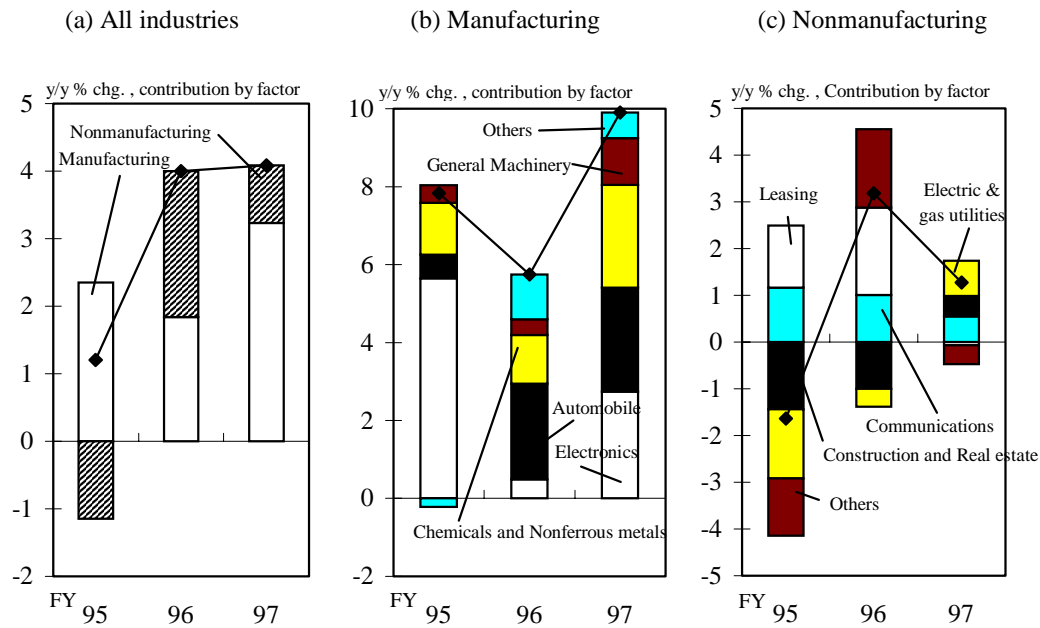 (a) All industries
(b) Manufacturing
(c) Nonmanufacturing
y/y % chg. , contribution by factor
5
4
3
2
1
0
-1
-2
Nonmanufacturing
Manufacturing
FY
95
96
97
y/y % chg. , contribution by factor
10
8
6
4
2
0
-2
Others
General Machinery
Automobile
Electronics
Chemicals and Nonferrous metals
FY
95
96
97
y/y % chg. , Contribution by factor
5
4
3
2
1
0
-1
-2
-3
-4
-5
Leasing
Electric &
gas utilities
Communications
Construction and Real estate
Others
FY
95
96
97